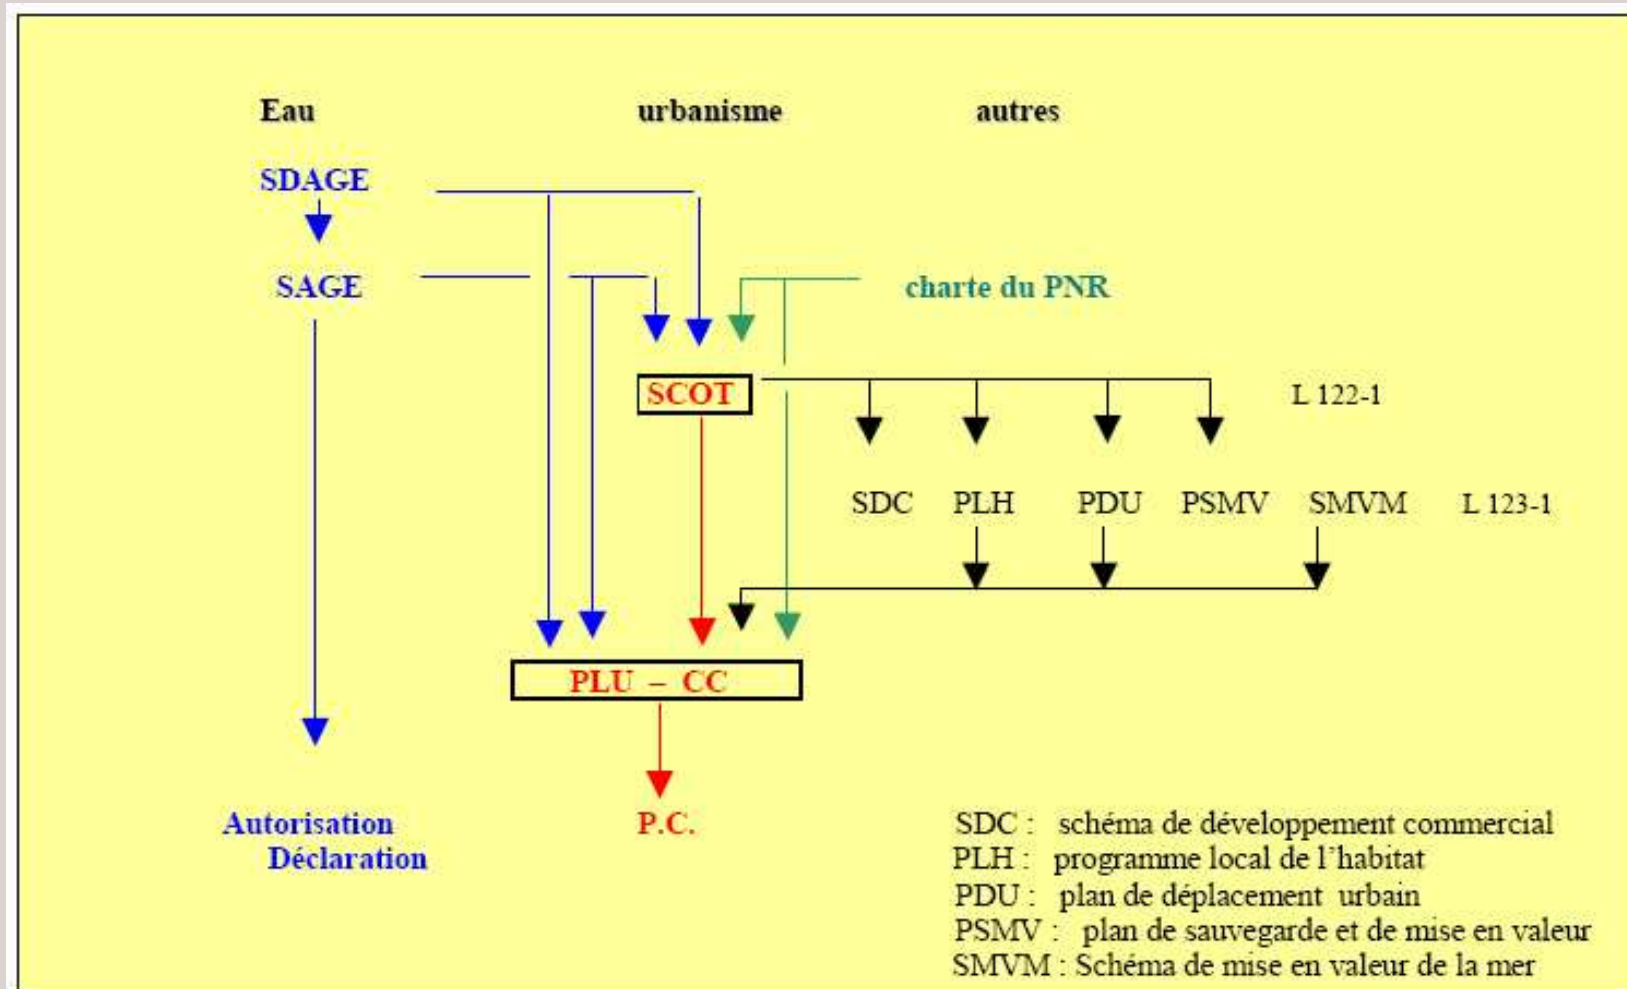 Eau urbanisme autres
SDAGE
SAGE charte du PNR
SCOT L 122-1
SDC PLH PDU PSMV SMVM L 123-1
PLU – CC
Autorisation P.C.
Déclaration
SDC : schéma de développement commercial
PLH : programme local de l'habitat
PDU : plan de déplacement urbain
PSMV : plan de sauvegarde et de mise en valeur
SMVM : Schéma de mise en valeur de la mer